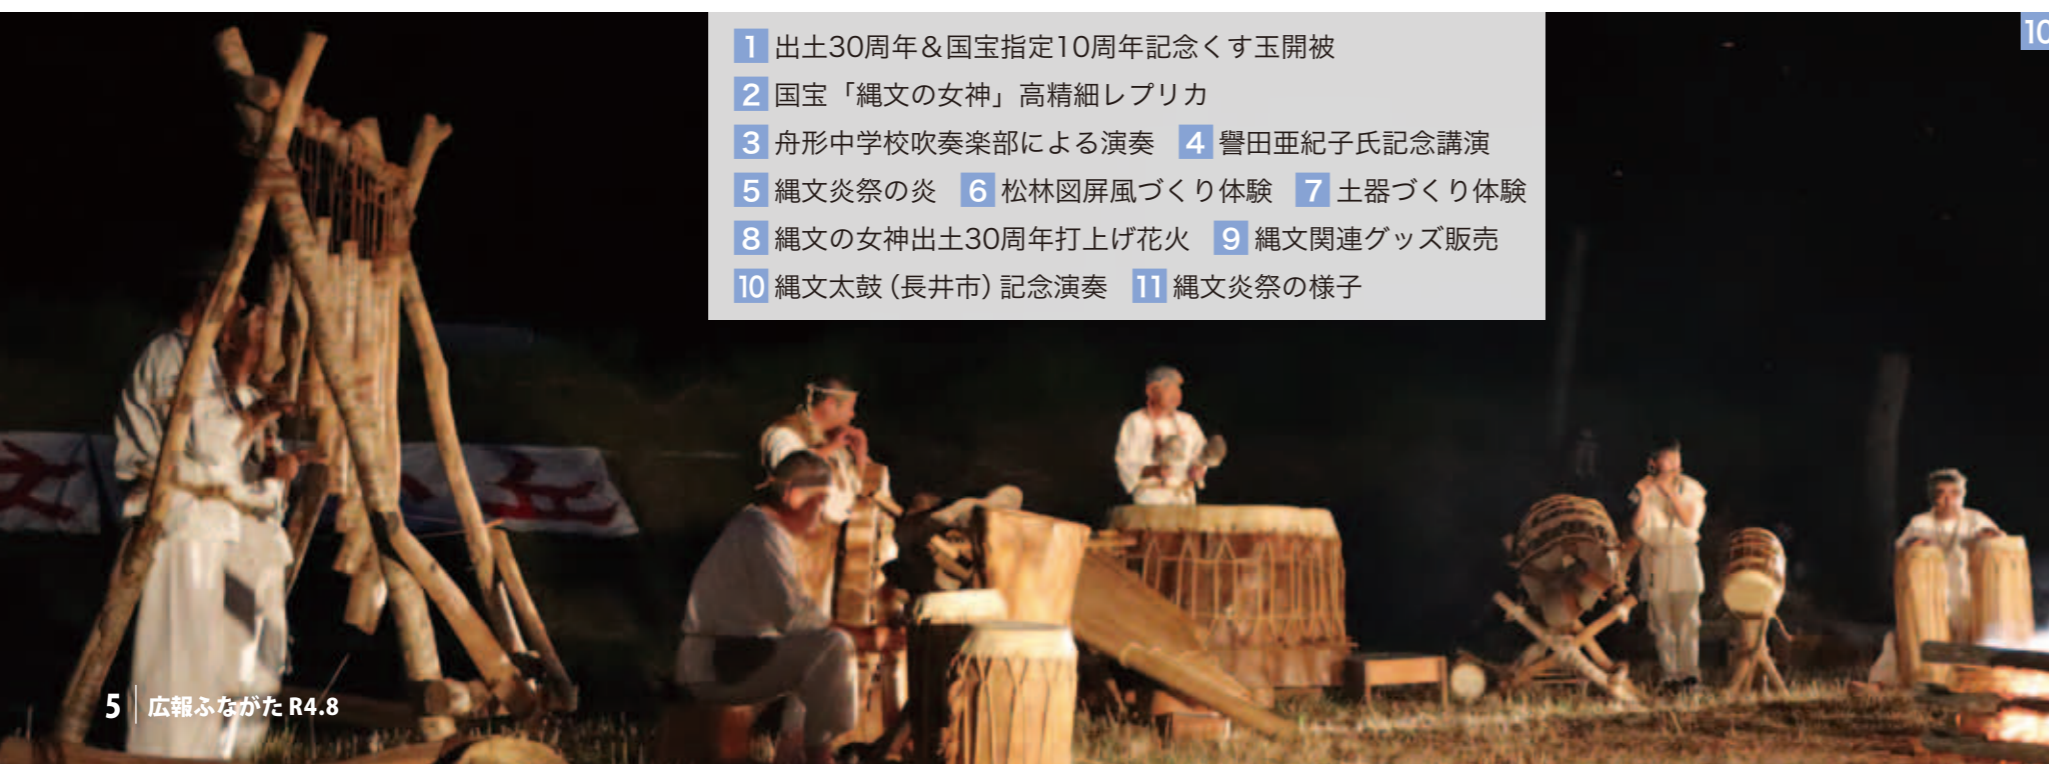 1 出土30周年＆国宝指定10周年記念くす玉開被
2 国宝「縄文の女神」高精細レプリカ
3 舟形中学校吹奏楽部による演奏 4 譽田亜紀子氏記念講演
5 縄文炎祭の炎 6 松林図屏風づくり体験 7 土器づくり体験
8 縄文の女神出土30周年打上げ花火 9 縄文関連グッズ販売
10 縄文太鼓（長井市）記念演奏 11 縄文炎祭の様子
10
5 広報ふながた R4.8